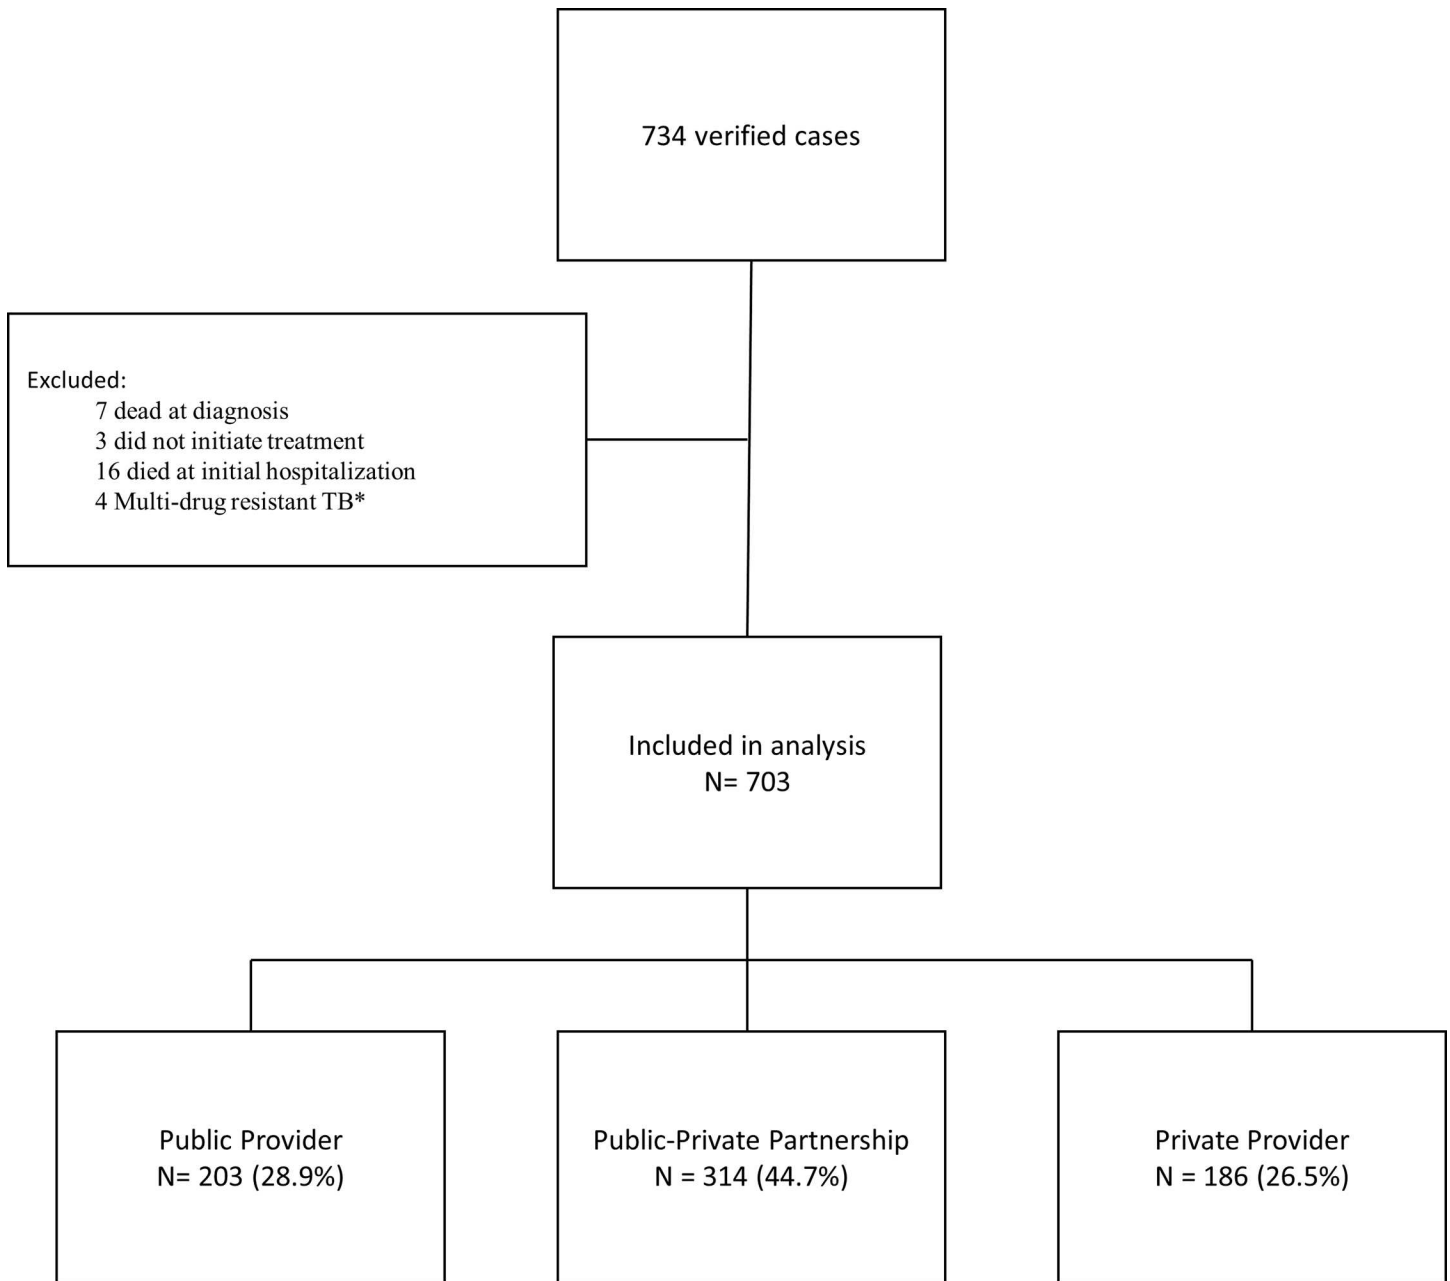 734 verified cases
Excluded:
7 dead at diagnosis
3 did not initiate treatment
16 died at initial hospitalization
4 Multi-drug resistant TB*
Included in analysis
N= 703
Public Provider
N= 203 (28.9%)
Public-Private Partnership
N = 314 (44.7%)
Private Provider
N = 186 (26.5%)